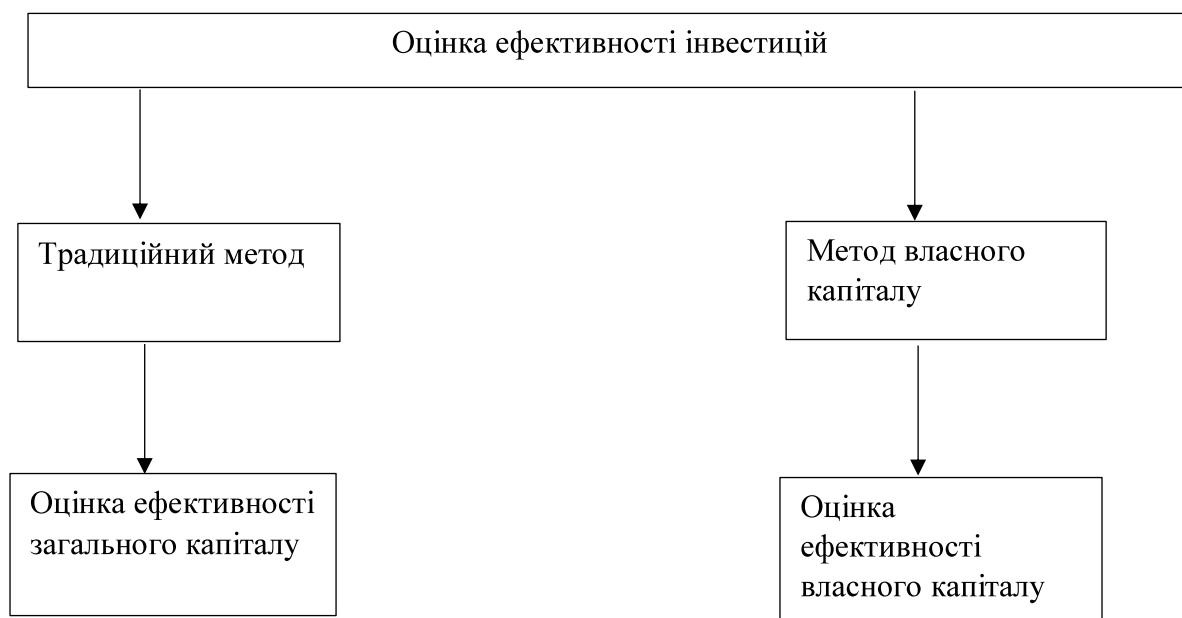 Оцінка ефективності інвестицій
Традиційний метод
Метод власного
капіталу
Оцінка ефективності
загального капіталу
Оцінка
ефективності
власного капіталу